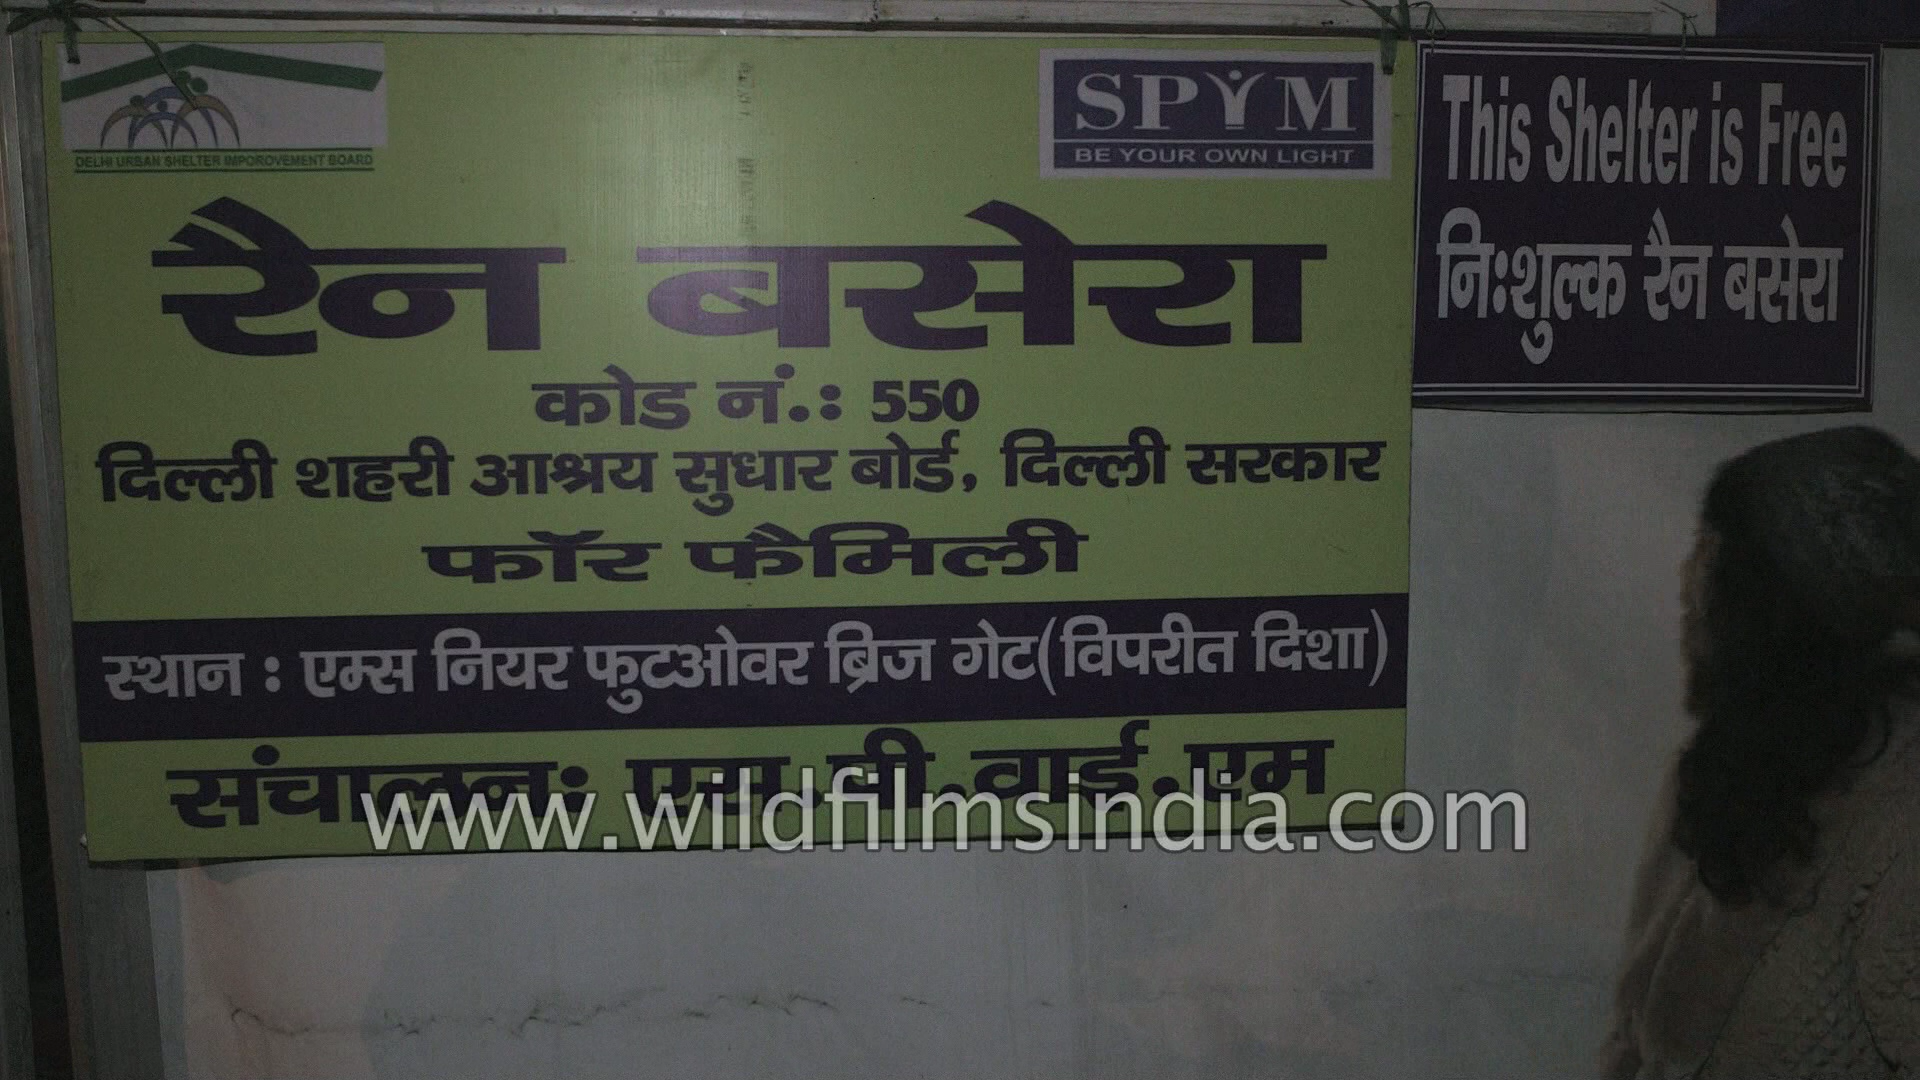 DELHI URBAN SHELTER IMPOROVEMENT BOARD
SPYM
BE YOUR OWN LIGHT
रैन बसेरा
कोड नं.: 550
दिल्ली शहरी आश्रय सुधार बोर्ड, दिल्ली सरकार
फॉर फैमिली
स्थान : एम्स नियर फुटओवर ब्रिज गेट(विपरीत दिशा)
संचालन: एस.पी.वाई.एम
This Shelter is Free
निःशुल्क रैन बसेरा
www.wildfilmsindia.com